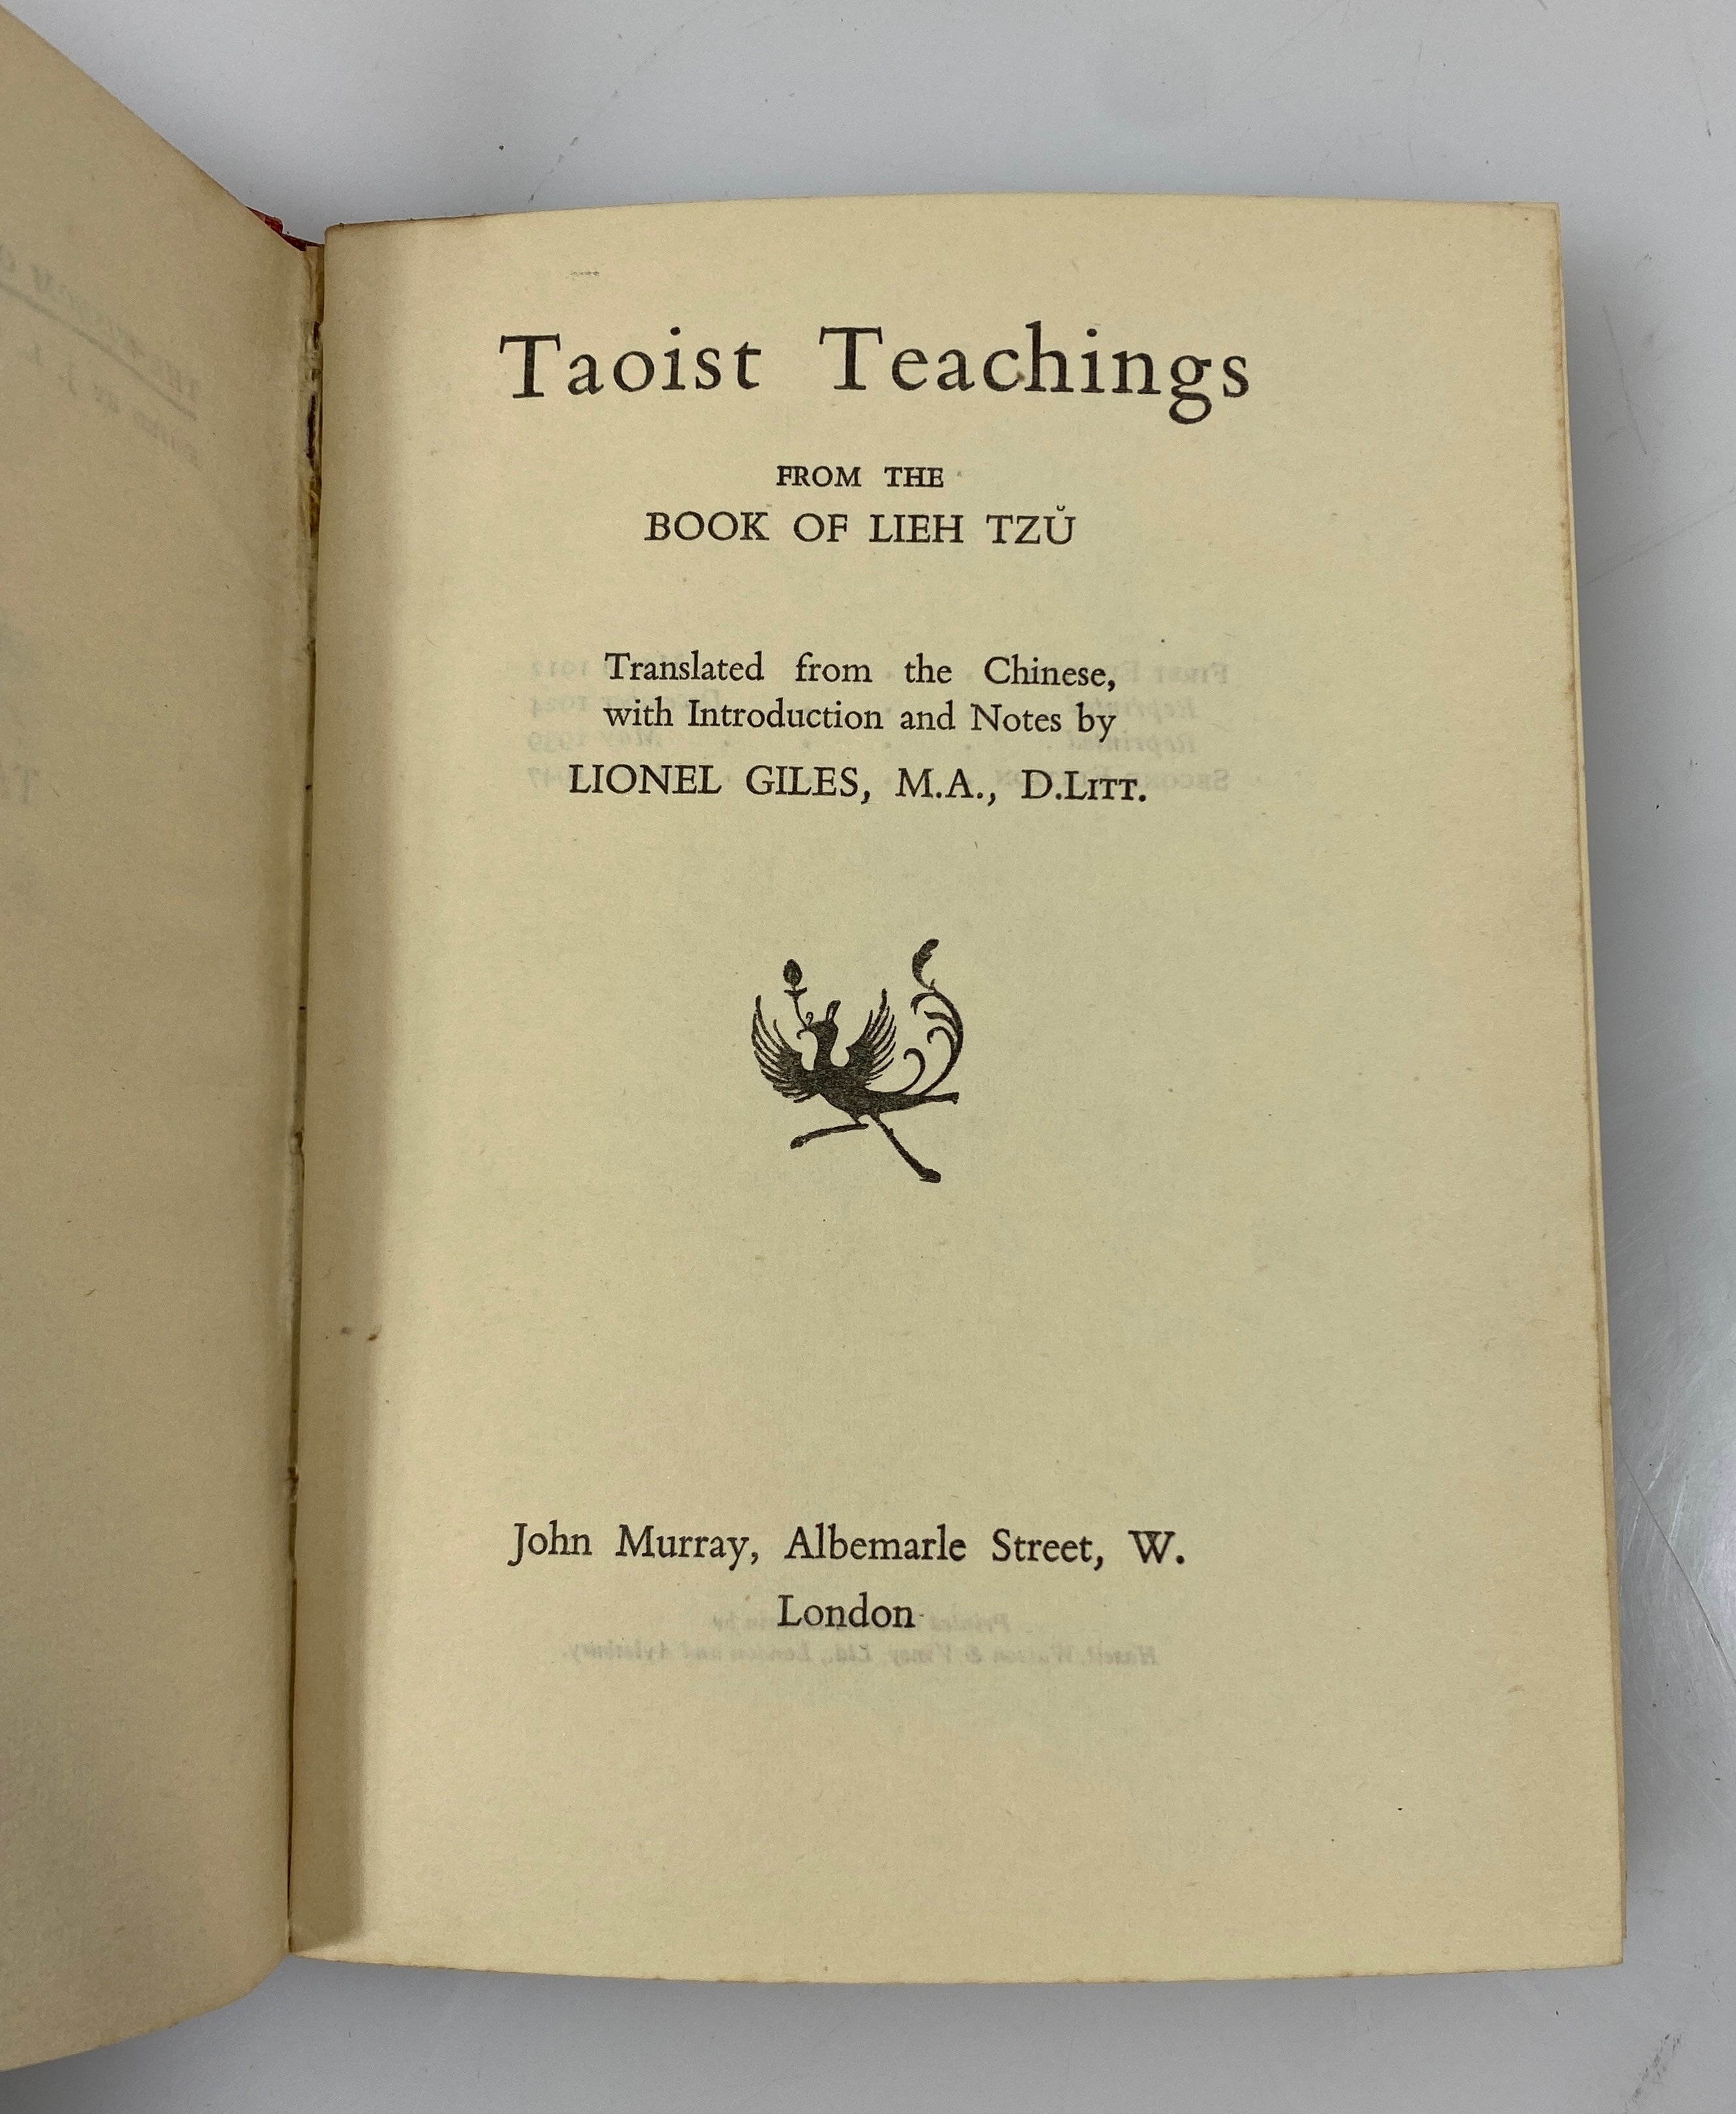 Taoist Teachings
FROM THE
BOOK OF LIEH TZŬ
Translated from the Chinese,
with Introduction and Notes by
LIONEL GILES, M.A., D.LITT.
John Murray, Albemarle Street, W.
London